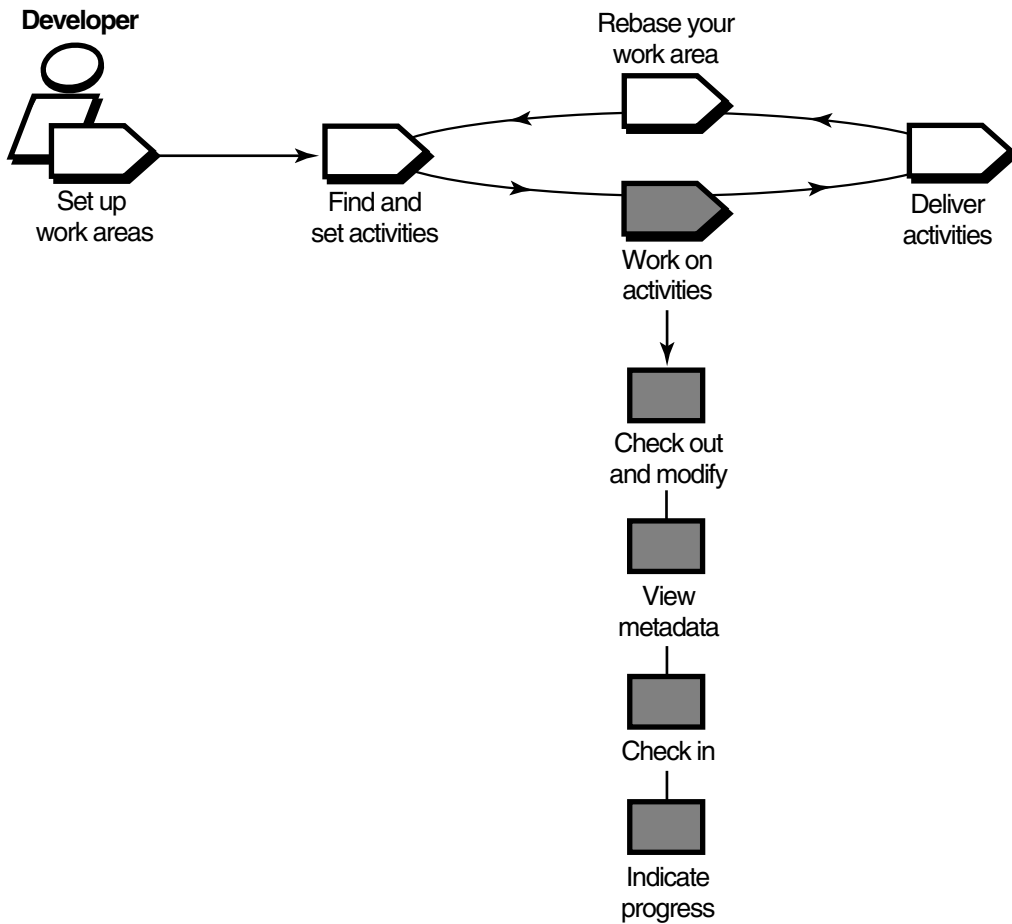 Developer
Rebase your
work area
Set up
work areas
Find and
set activities
Deliver
activities
Work on
activities
Check out
and modify
View
metadata
Check in
Indicate
progress